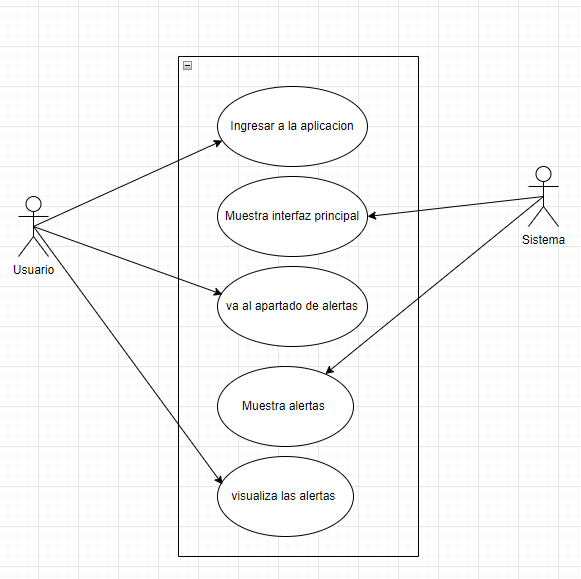 Ingresar a la aplicacion
Muestra interfaz principal
Usuario
Sistema
va al apartado de alertas
Muestra alertas
visualiza las alertas